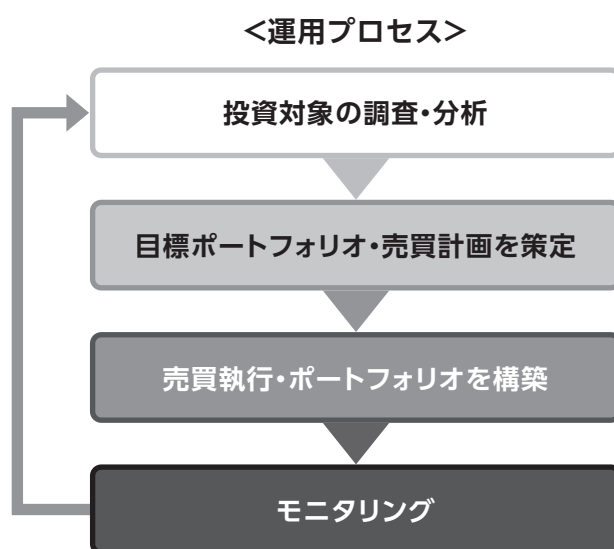 <運用プロセス>
投資対象の調査・分析
目標ポートフォリオ・売買計画を策定
売買執行・ポートフォリオを構築
モニタリング